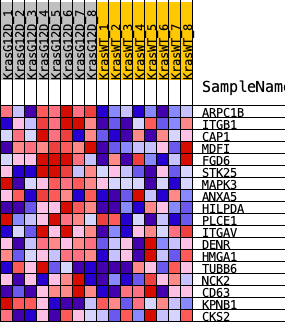 KrasG12D_1
KrasG12D_2
KrasG12D_3
KrasG12D_4
KrasG12D_5
KrasG12D_6
KrasG12D_7
KrasG12D_8
KrasWT_1
KrasWT_2
KrasWT_3
KrasWT_4
KrasWT_5
KrasWT_6
KrasWT_7
KrasWT_8
SampleName
ARPC1B
ITGB1
CAP1
MDFI
FGD6
STK25
MAPK3
ANXA5
HILPDA
PLCE1
ITGAV
DENR
HMGA1
TUBB6
NCK2
CD63
KPNB1
CKS2